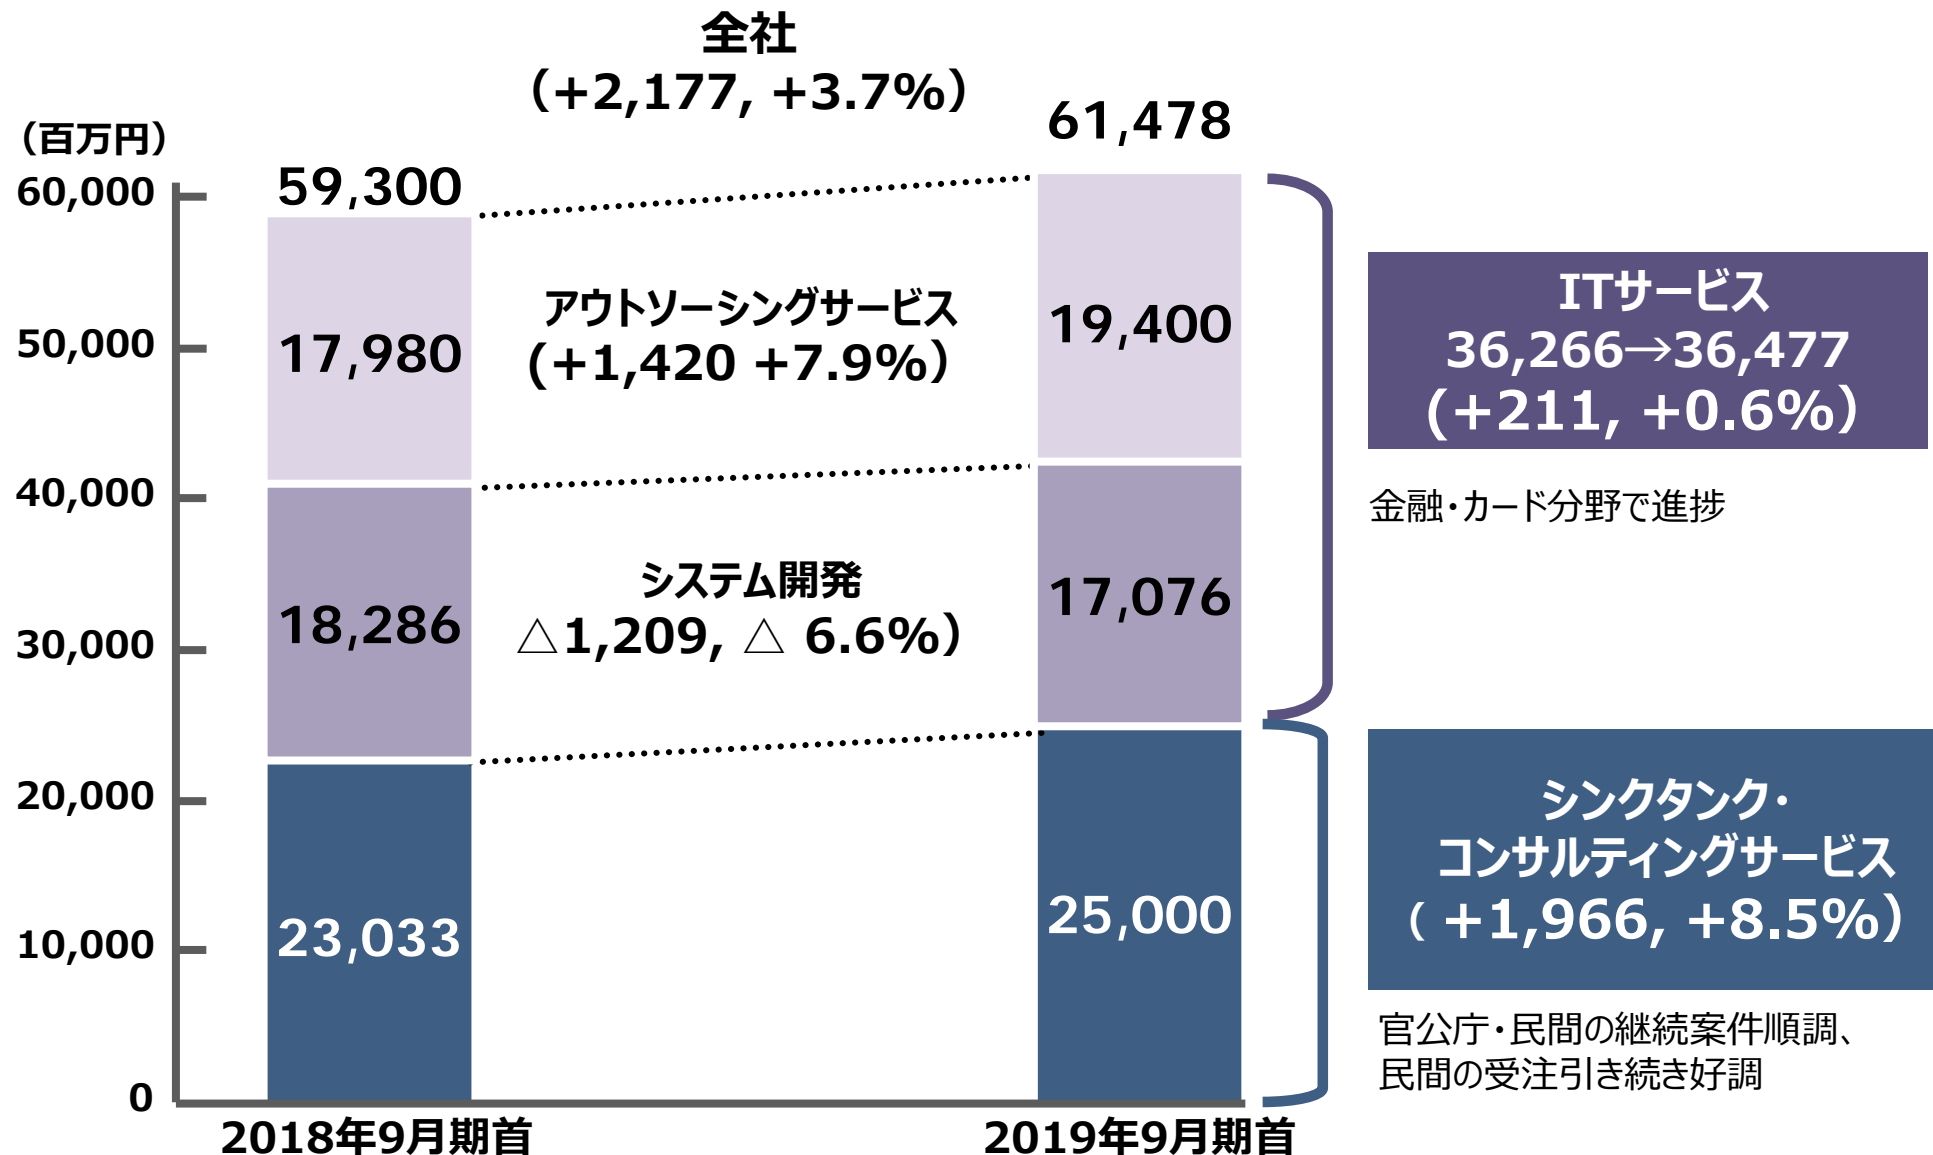 全社
（+2,177, +3.7%）
（百万円）
60,000
50,000
40,000
30,000
20,000
10,000
0
59,300
17,980
18,286
23,033
2018年9月期首
アウトソーシングサービス
(+1,420 +7.9%）
システム開発
△1,209, △ 6.6%）
61,478
19,400
17,076
25,000
2019年9月期首
ITサービス
36,266→36,477
(+211, +0.6%）
金融・カード分野で進捗
シンクタンク・
コンサルティングサービス
( +1,966, +8.5%）
官公庁・民間の継続案件順調、
民間の受注引き続き好調